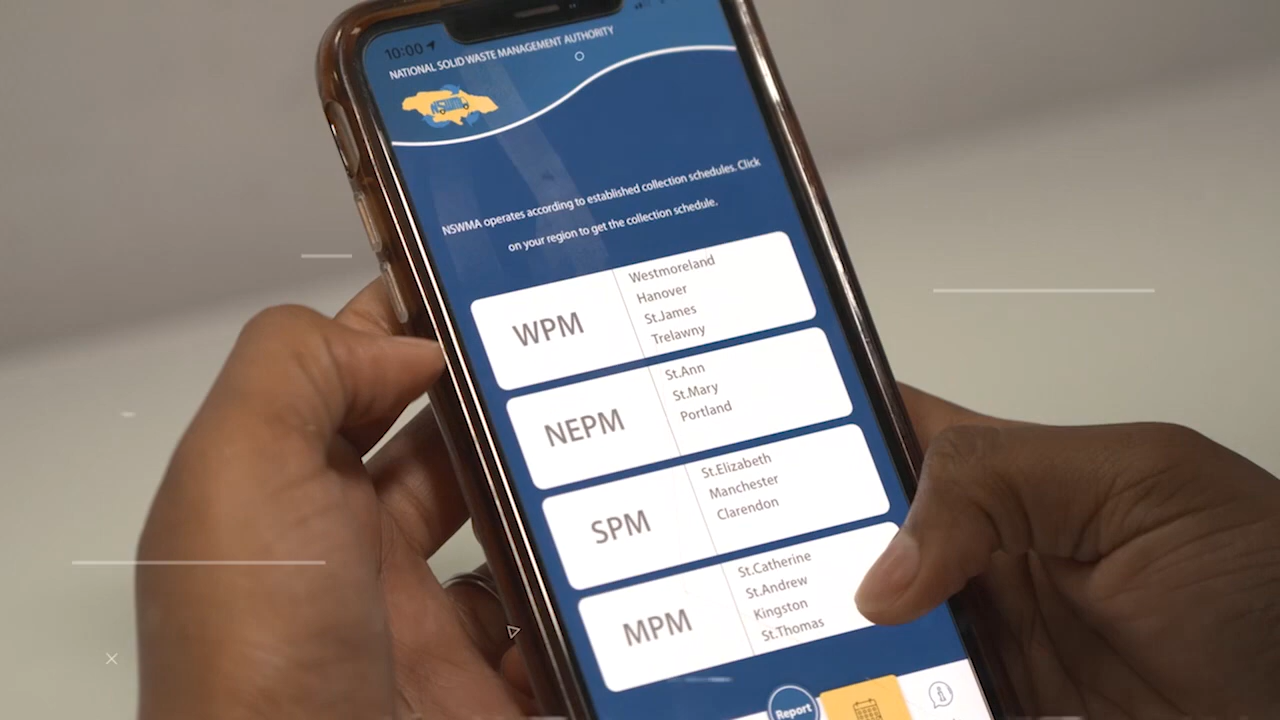 10:00
NATIONAL SOLID WASTE MANAGEMENT AUTHORITY
NSWMA operates according to established collection schedules. Click
on your region to get the collection schedule.
WPM
Westmoreland
Hanover
St.James
Trelawny
NEPM
St.Ann
St.Mary
Portland
SPM
St.Elizabeth
Manchester
Clarendon
MPM
St.Catherine
St.Andrew
Kingston
St.Thomas
Report